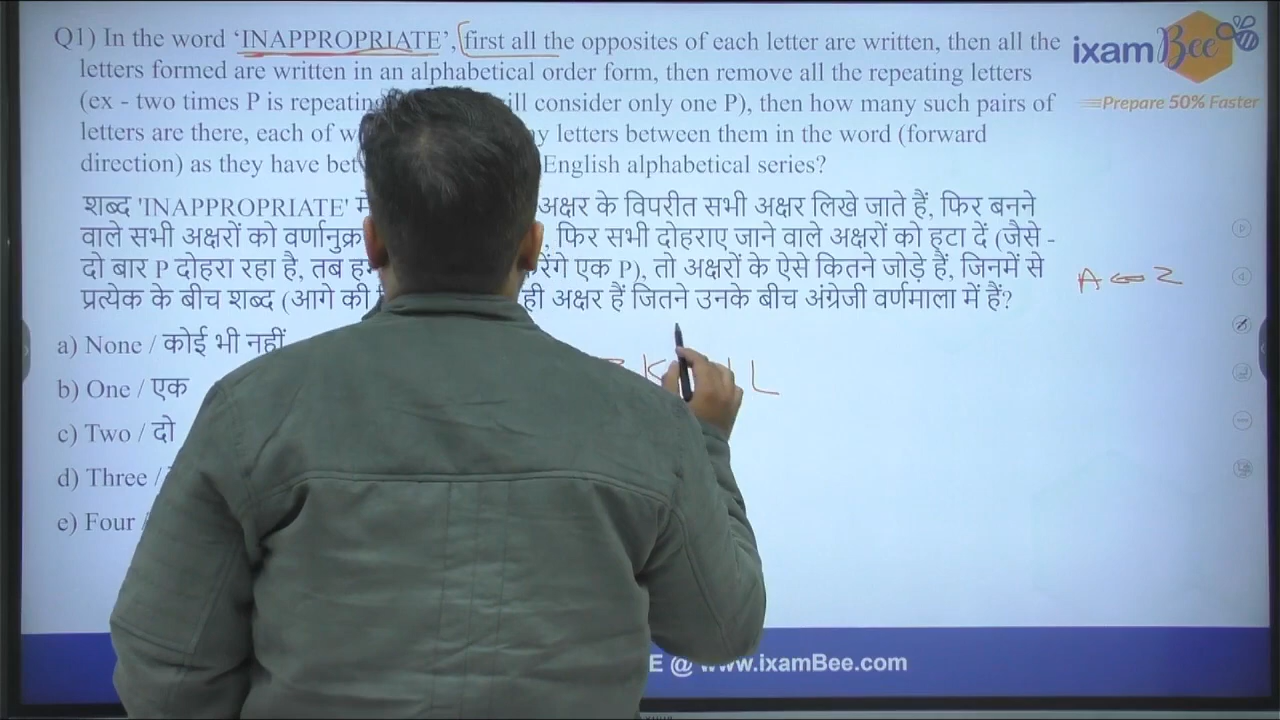 Q1) In the word ‘INAPPROPRIATE’, first all the opposites of each letter are written, then all the
letters formed are written in an alphabetical order form, then remove all the repeating letters
(ex - two times P is repeating ill consider only one P), then how many such pairs of
letters are there, each of w y letters between them in the word (forward
direction) as they have bet English alphabetical series?
शब्द 'INAPPROPRIATE' में अक्षर के विपरीत सभी अक्षर लिखे जाते हैं, फिर बनने
वाले सभी अक्षरों को वर्णानुक्र , फिर सभी दोहराए जाने वाले अक्षरों को हटा दें (जैसे -
दो बार P दोहरा रहा है, तब ह रेंगे एक P), तो अक्षरों के ऐसे कितने जोड़े हैं, जिनमें से
प्रत्येक के बीच शब्द (आगे की ही अक्षर हैं जितने उनके बीच अंग्रेजी वर्णमाला में हैं?
a) None / कोई भी नहीं
b) One / एक
c) Two / दो
d) Three /
e) Four /
K L
A ⇔ Z
ixamBee
Prepare 50% Faster
E @ www.ixamBee.com